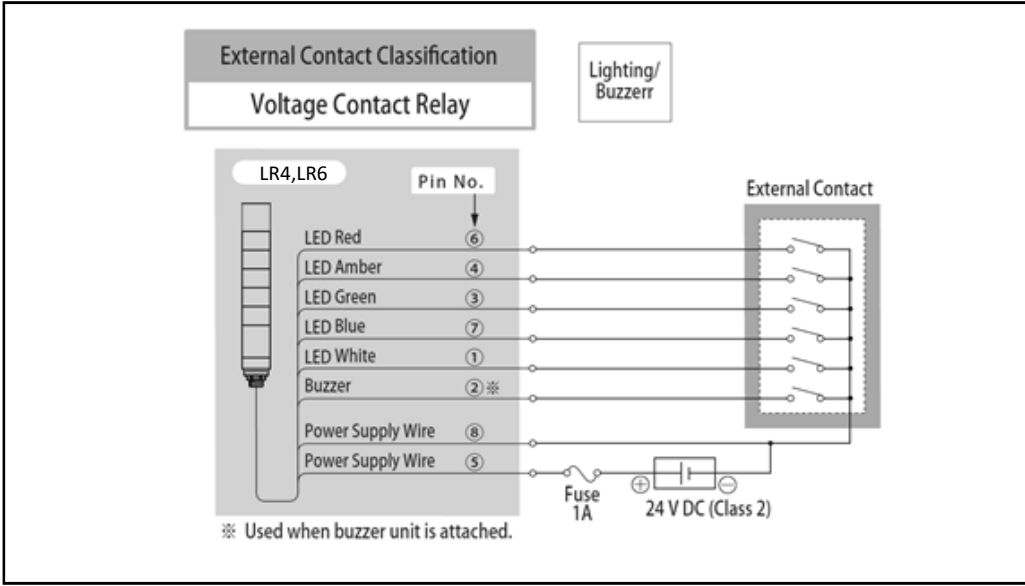 External Contact Classification
Voltage Contact Relay
Lighting/
Buzzerr
LR4,LR6
Pin No.
External Contact
LED Red ⑥
LED Amber ④
LED Green ③
LED Blue ⑦
LED White ①
Buzzer ②※
Power Supply Wire ⑧
Power Supply Wire ⑤
Fuse
1A
⊕ ⊖
24 V DC (Class 2)
※ Used when buzzer unit is attached.